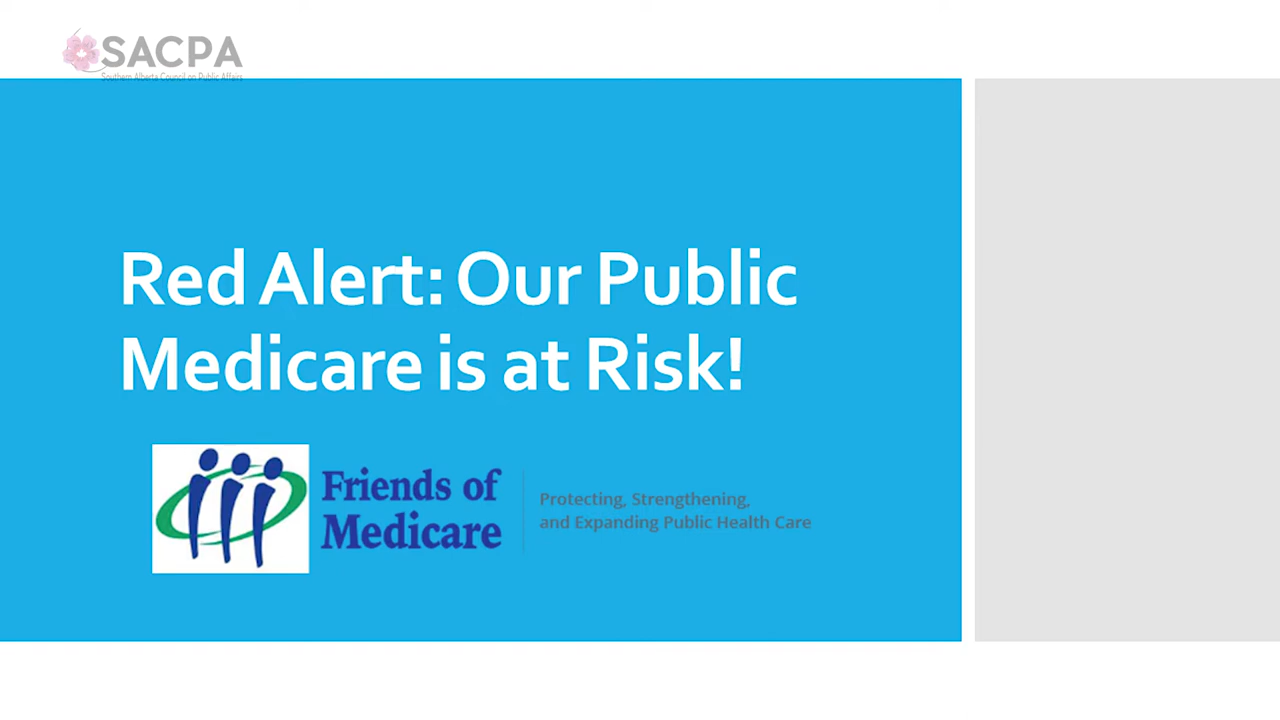 SACPA
Southern Alberta Council on Public Affairs
Red Alert: Our Public
Medicare is at Risk!
Friends of
Medicare
Protecting, Strengthening,
and Expanding Public Health Care